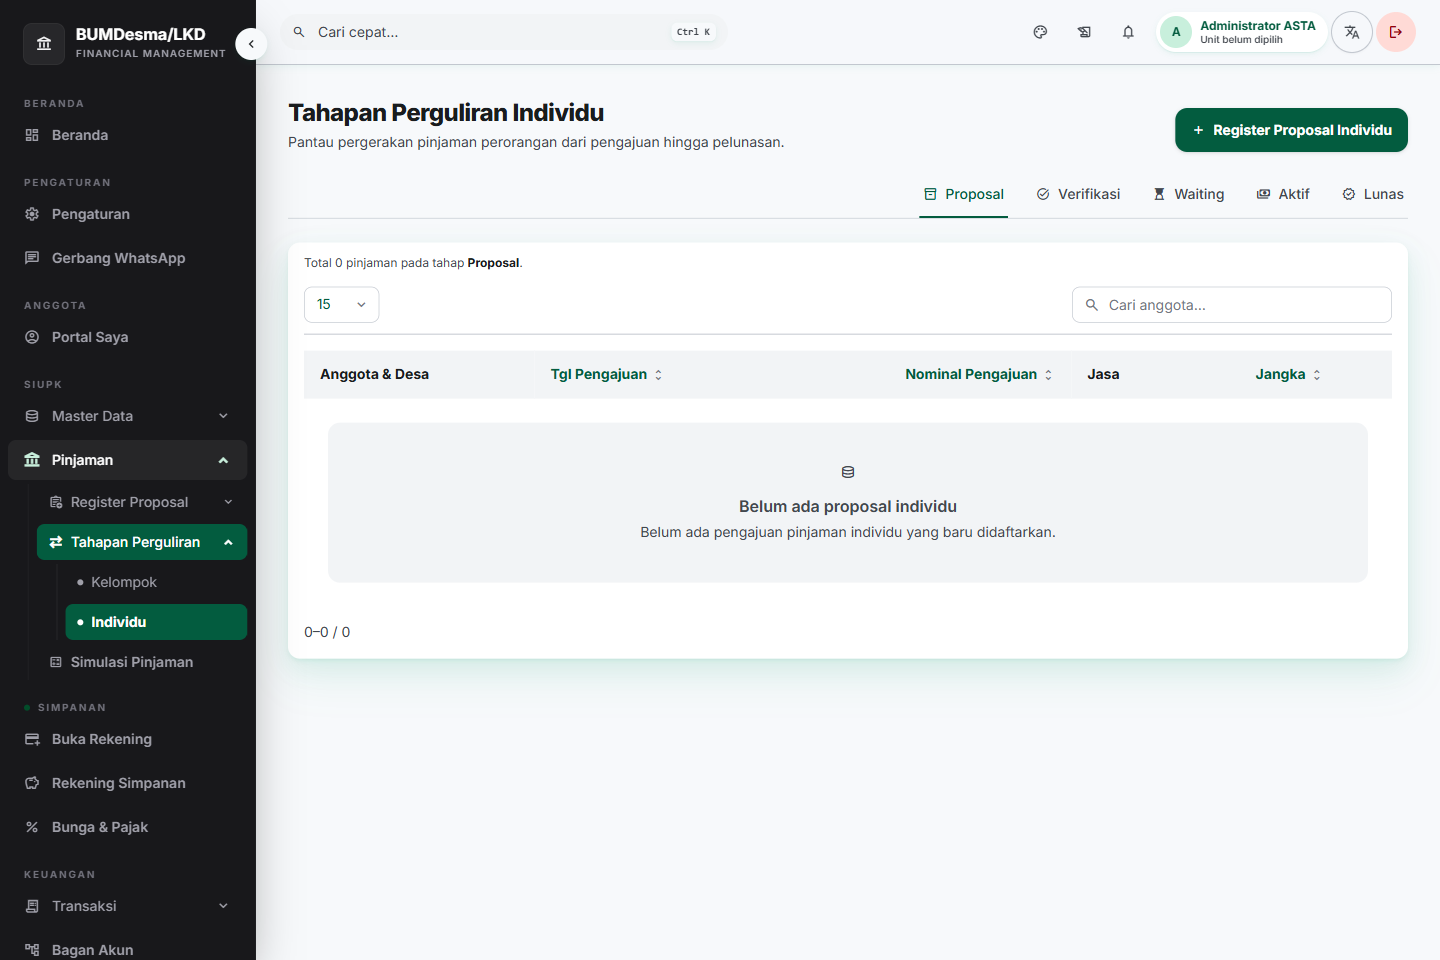 BUMDesma/LKD
FINANCIAL MANAGEMENT
BERANDA
Beranda
PENGATURAN
Pengaturan
Gerbang WhatsApp
ANGGOTA
Portal Saya
SIUPK
Master Data
Pinjaman
Register Proposal
Tahapan Perguliran
Kelompok
Individu
Simulasi Pinjaman
SIMPANAN
Buka Rekening
Rekening Simpanan
Bunga & Pajak
KEUANGAN
Transaksi
Bagan Akun
Cari cepat...
Ctrl K
A
Administrator ASTA
Unit belum dipilih
Tahapan Perguliran Individu
Pantau pergerakan pinjaman perorangan dari pengajuan hingga pelunasan.
+ Register Proposal Individu
Proposal
Verifikasi
Waiting
Aktif
Lunas
Total 0 pinjaman pada tahap Proposal.
15
Cari anggota...
Anggota & Desa
Tgl Pengajuan
Nominal Pengajuan
Jasa
Jangka
Belum ada proposal individu
Belum ada pengajuan pinjaman individu yang baru didaftarkan.
0–0 / 0